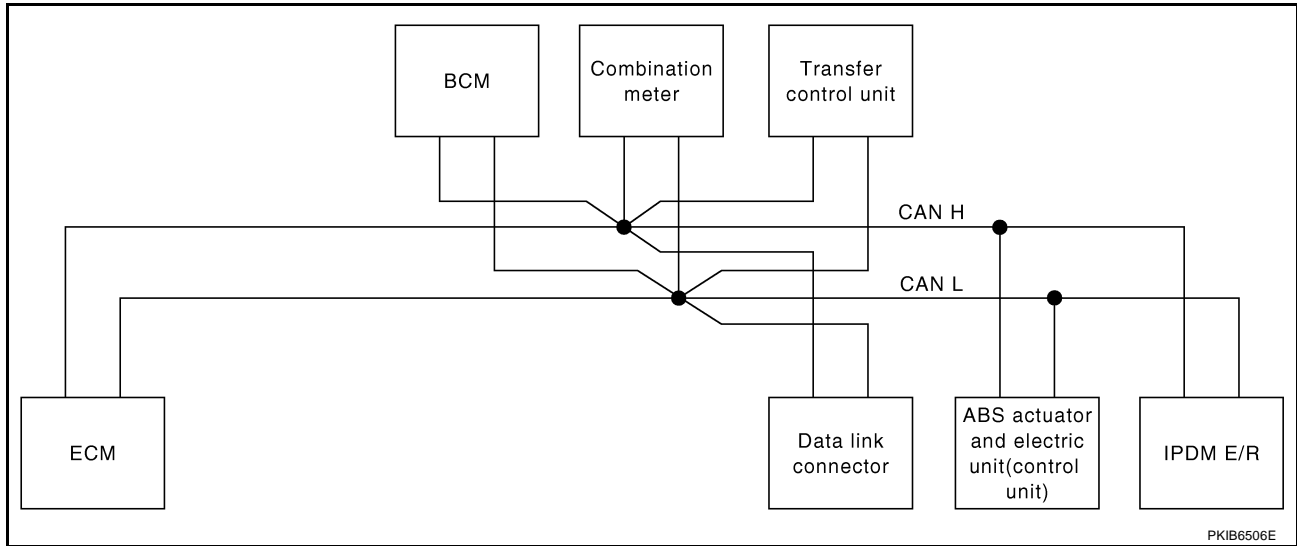 BCM
Combination
meter
Transfer
control unit
CAN H
CAN L
ECM
Data link
connector
ABS actuator
and electric
unit(control
unit)
IPDM E/R
PKIB6506E